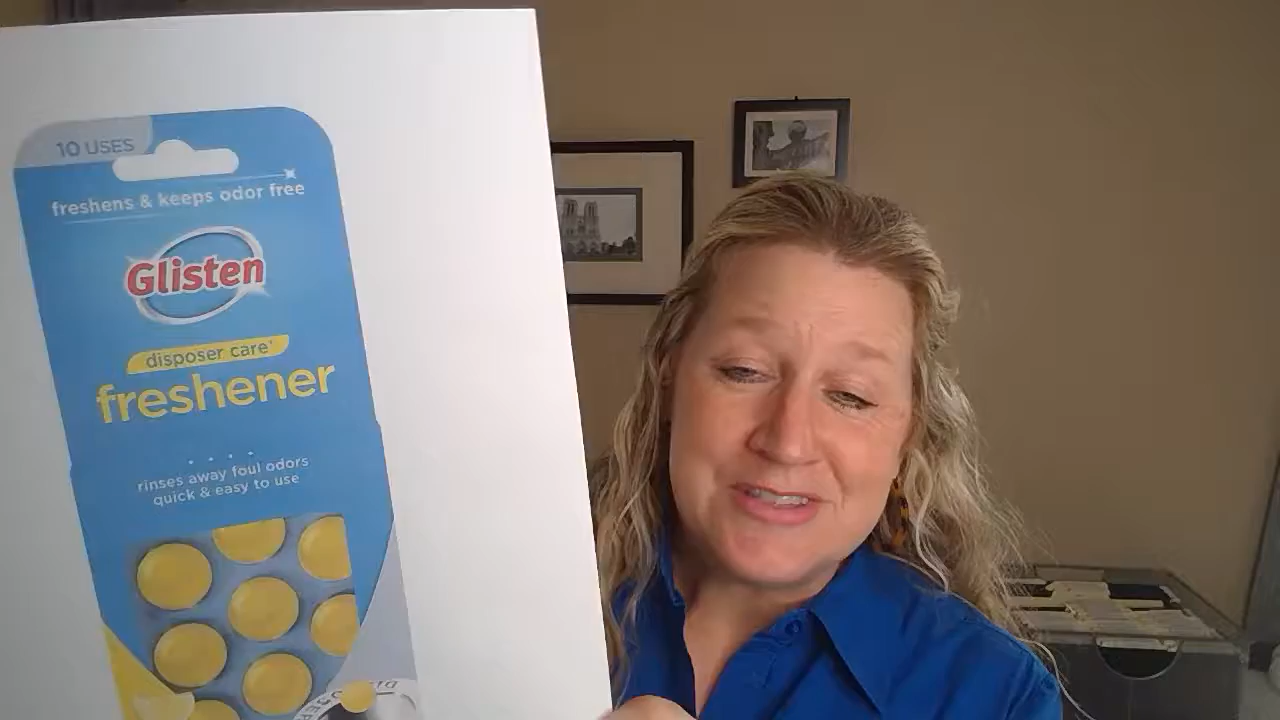 10 USES
freshens & keeps odor free
Glisten
disposer care
freshener
rinses away foul odors
quick & easy to use